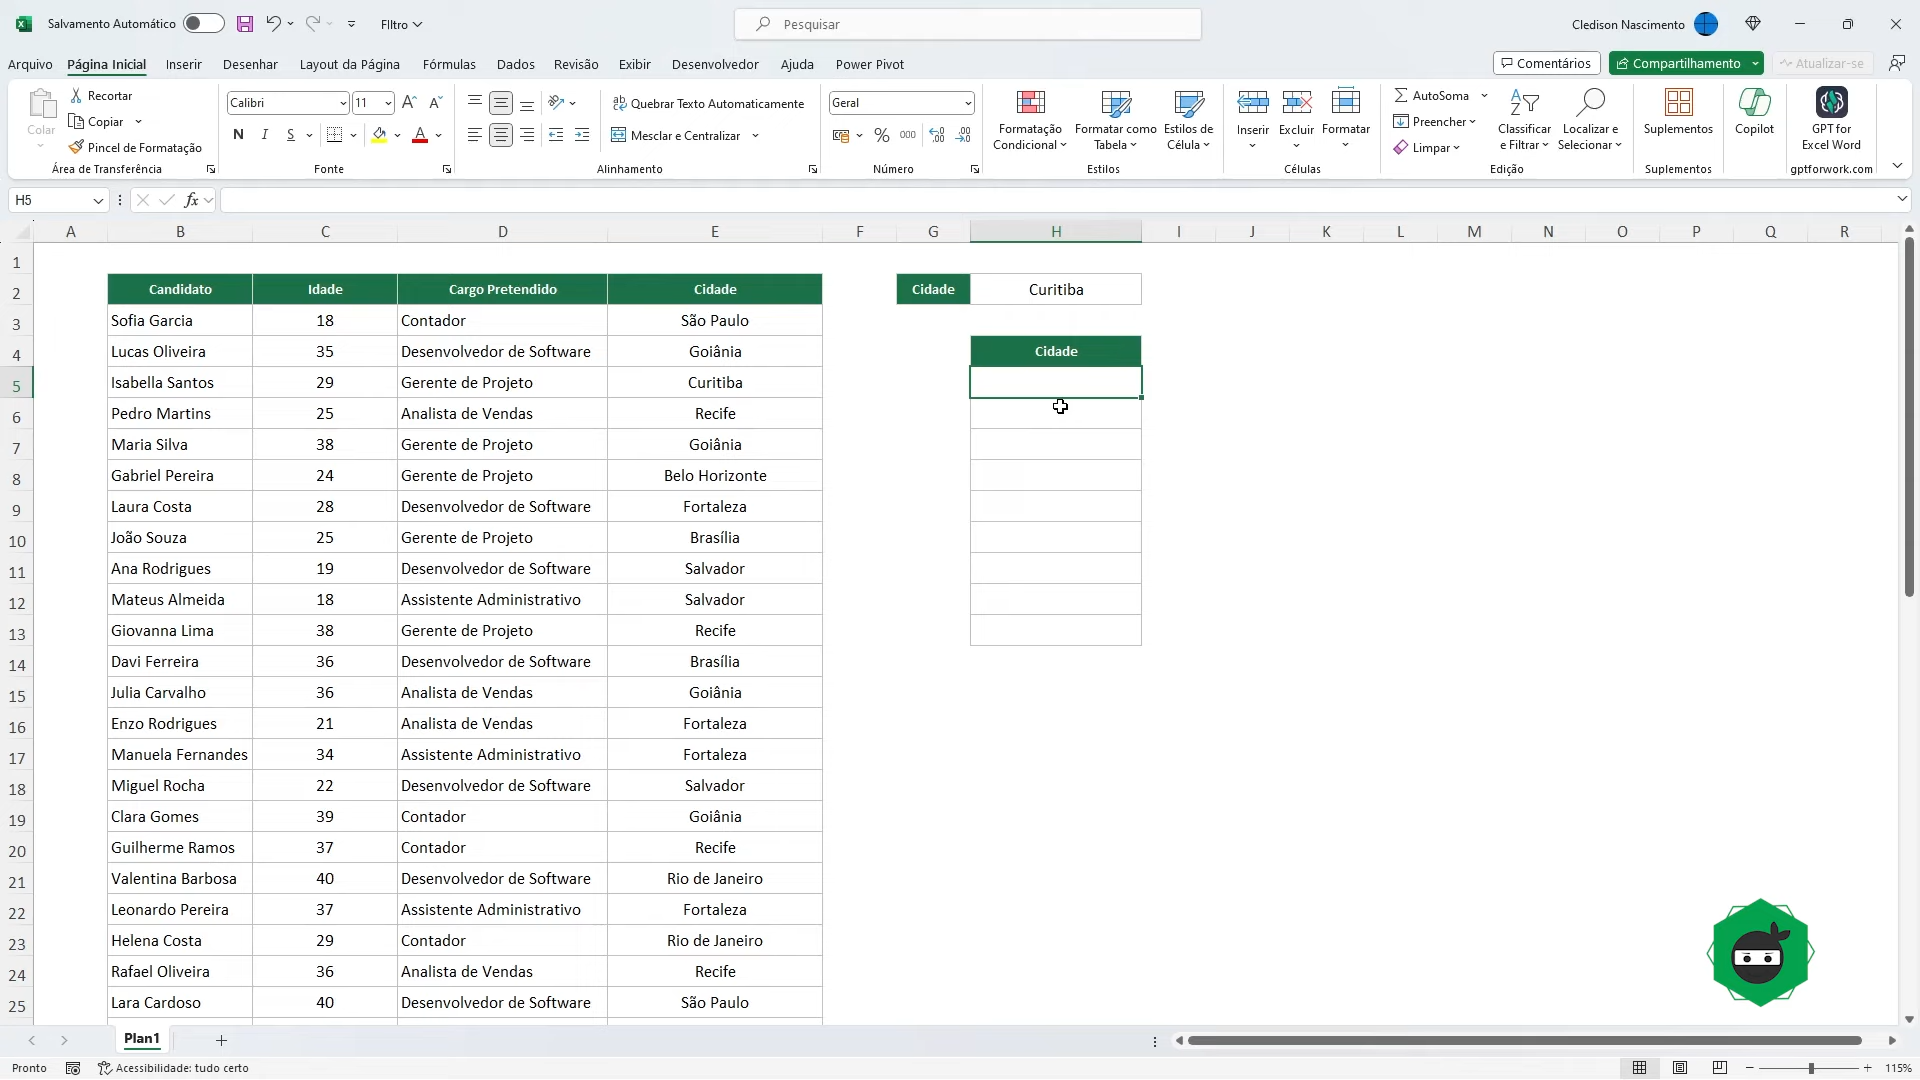 Salvamento Automático
FIltro
Pesquisar
Cledison Nascimento
Arquivo Página Inicial Inserir Desenhar Layout da Página Fórmulas Dados Revisão Exibir Desenvolvedor Ajuda Power Pivot
Comentários Compartilhamento Atualizar-se
Colar
Recortar
Copiar
Pincel de Formatação
Área de Transferência
Calibri 11
N I S
Fonte
Quebrar Texto Automaticamente
Mesclar e Centralizar
Alinhamento
Geral
% 000
Número
Formatação Condicional
Formatar como Tabela
Estilos de Célula
Estilos
Inserir Excluir Formatar
Células
AutoSoma
Preencher
Limpar
Classificar e Filtrar
Localizar e Selecionar
Edição
Suplementos
Suplementos
Copilot
GPT for Excel Word
gptforwork.com
H5 fx
A B C D E F G H I J K L M N O P Q R
1
2 Candidato Idade Cargo Pretendido Cidade Cidade Curitiba
3 Sofia Garcia 18 Contador São Paulo
4 Lucas Oliveira 35 Desenvolvedor de Software Goiânia Cidade
5 Isabella Santos 29 Gerente de Projeto Curitiba
6 Pedro Martins 25 Analista de Vendas Recife
7 Maria Silva 38 Gerente de Projeto Goiânia
8 Gabriel Pereira 24 Gerente de Projeto Belo Horizonte
9 Laura Costa 28 Desenvolvedor de Software Fortaleza
10 João Souza 25 Gerente de Projeto Brasília
11 Ana Rodrigues 19 Desenvolvedor de Software Salvador
12 Mateus Almeida 18 Assistente Administrativo Salvador
13 Giovanna Lima 38 Gerente de Projeto Recife
14 Davi Ferreira 36 Desenvolvedor de Software Brasília
15 Julia Carvalho 36 Analista de Vendas Goiânia
16 Enzo Rodrigues 21 Analista de Vendas Fortaleza
17 Manuela Fernandes 34 Assistente Administrativo Fortaleza
18 Miguel Rocha 22 Desenvolvedor de Software Salvador
19 Clara Gomes 39 Contador Goiânia
20 Guilherme Ramos 37 Contador Recife
21 Valentina Barbosa 40 Desenvolvedor de Software Rio de Janeiro
22 Leonardo Pereira 37 Assistente Administrativo Fortaleza
23 Helena Costa 29 Contador Rio de Janeiro
24 Rafael Oliveira 36 Analista de Vendas Recife
25 Lara Cardoso 40 Desenvolvedor de Software São Paulo
Plan1
Pronto Acessibilidade: tudo certo 115%